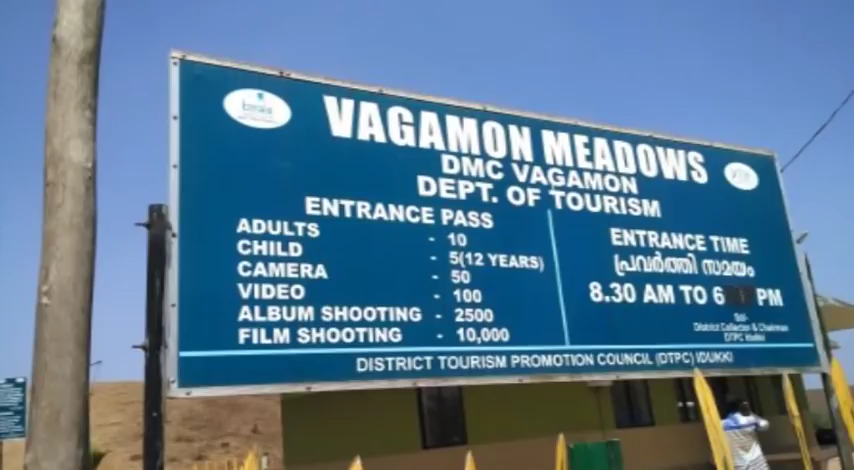 VAGAMON MEADOWS
DMC VAGAMON
DEPT. OF TOURISM
ENTRANCE PASS
ADULTS - 10
CHILD - 5(12 YEARS)
CAMERA - 50
VIDEO - 100
ALBUM SHOOTING - 2500
FILM SHOOTING - 10,000
ENTRANCE TIME
പ്രവർത്തി സമയം
8.30 AM TO 6 PM
Sd/-
District Collector & Chairman
DTPC Idukki
DISTRICT TOURISM PROMOTION COUNCIL (DTPC) IDUKKI